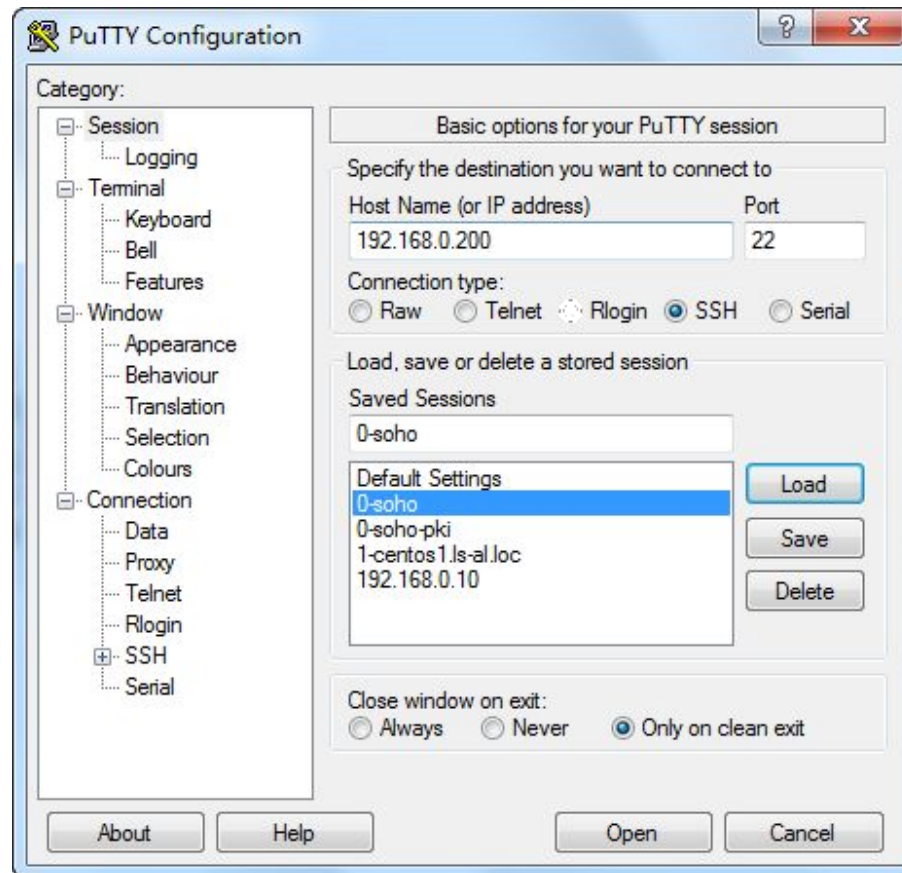 PuTTY Configuration
Category:
Session
Logging
Terminal
Keyboard
Bell
Features
Window
Appearance
Behaviour
Translation
Selection
Colours
Connection
Data
Proxy
Telnet
Rlogin
SSH
Serial
Basic options for your PuTTY session
Specify the destination you want to connect to
Host Name (or IP address) Port
192.168.0.200 22
Connection type:
Raw Telnet Rlogin SSH Serial
Load, save or delete a stored session
Saved Sessions
0-soho
Default Settings
0-soho
0-soho-pki
1-centos1.ls-al.loc
192.168.0.10
Load
Save
Delete
Close window on exit:
Always Never Only on clean exit
About Help Open Cancel